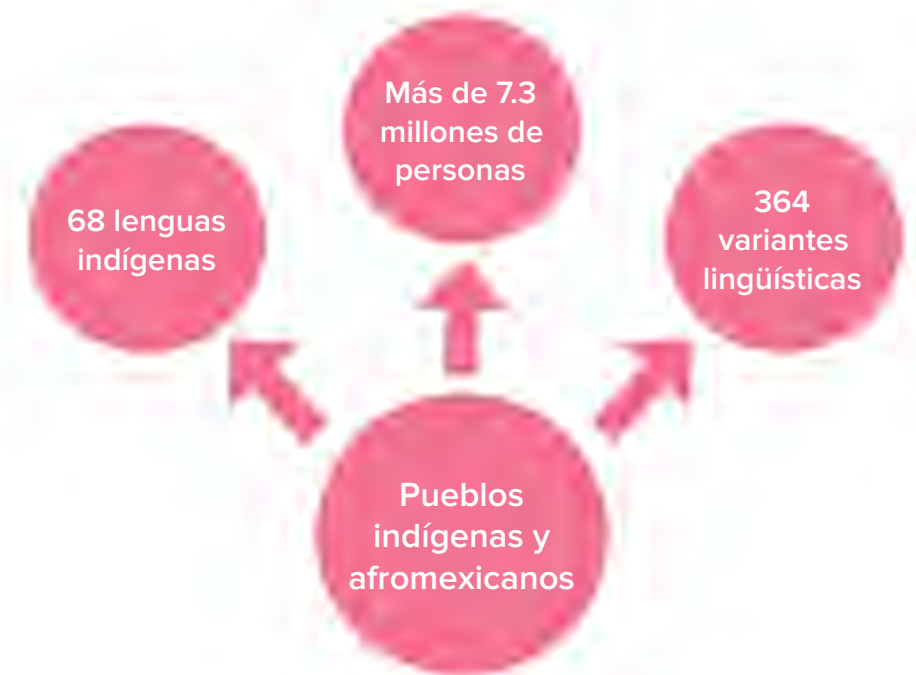 Más de 7.3
millones de
personas
68 lenguas
indígenas
364
variantes
lingüísticas
Pueblos
indígenas y
afromexicanos